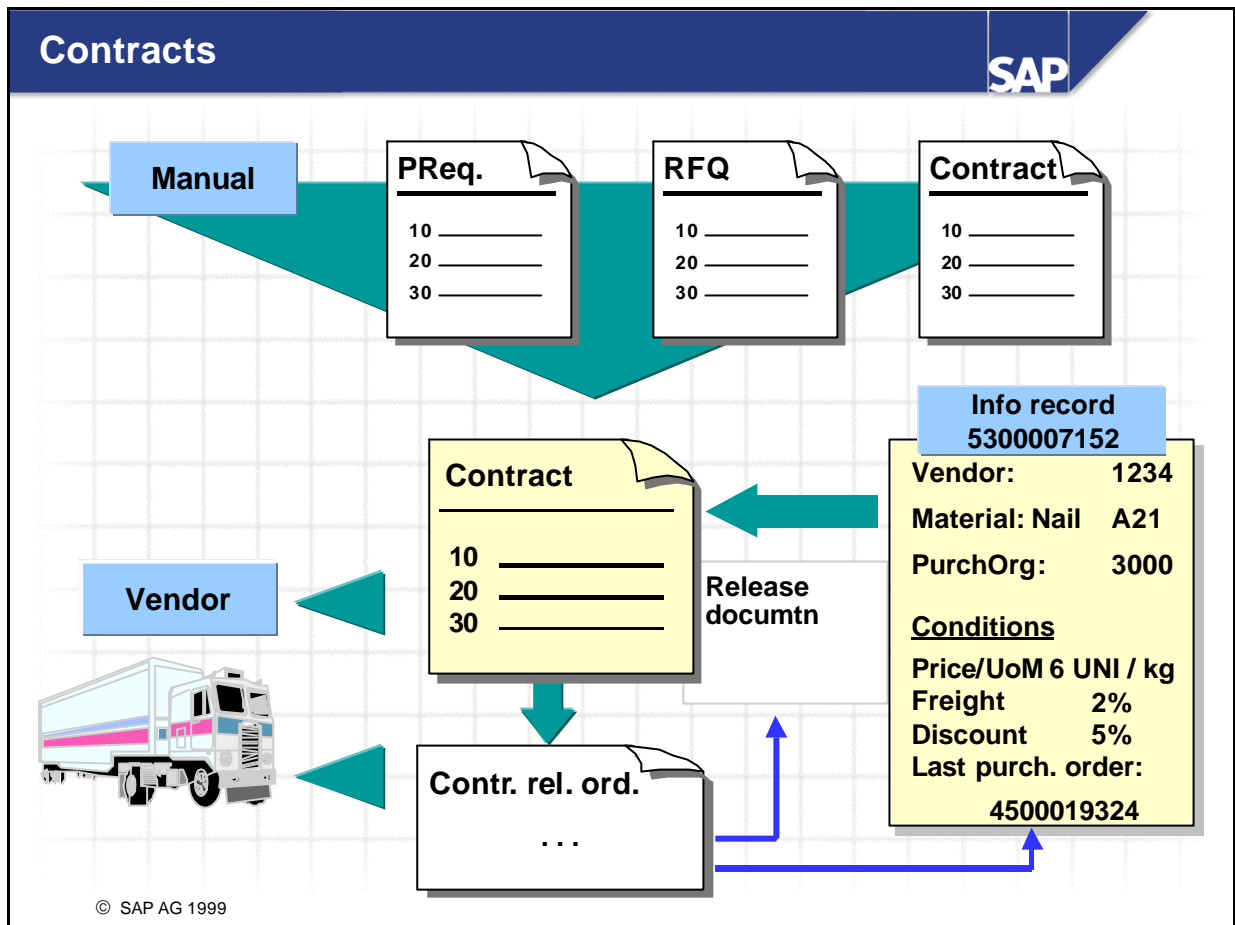 Contracts
SAP
Manual
PReq.
10
20
30
RFQ
10
20
30
Contract
10
20
30
Info record
5300007152
Vendor: 1234
Material: Nail A21
PurchOrg: 3000
Conditions
Price/UoM 6 UNI / kg
Freight 2%
Discount 5%
Last purch. order:
4500019324
Contract
10
20
30
Release
documtn
Vendor
Contr. rel. ord.
. . .
© SAP AG 1999